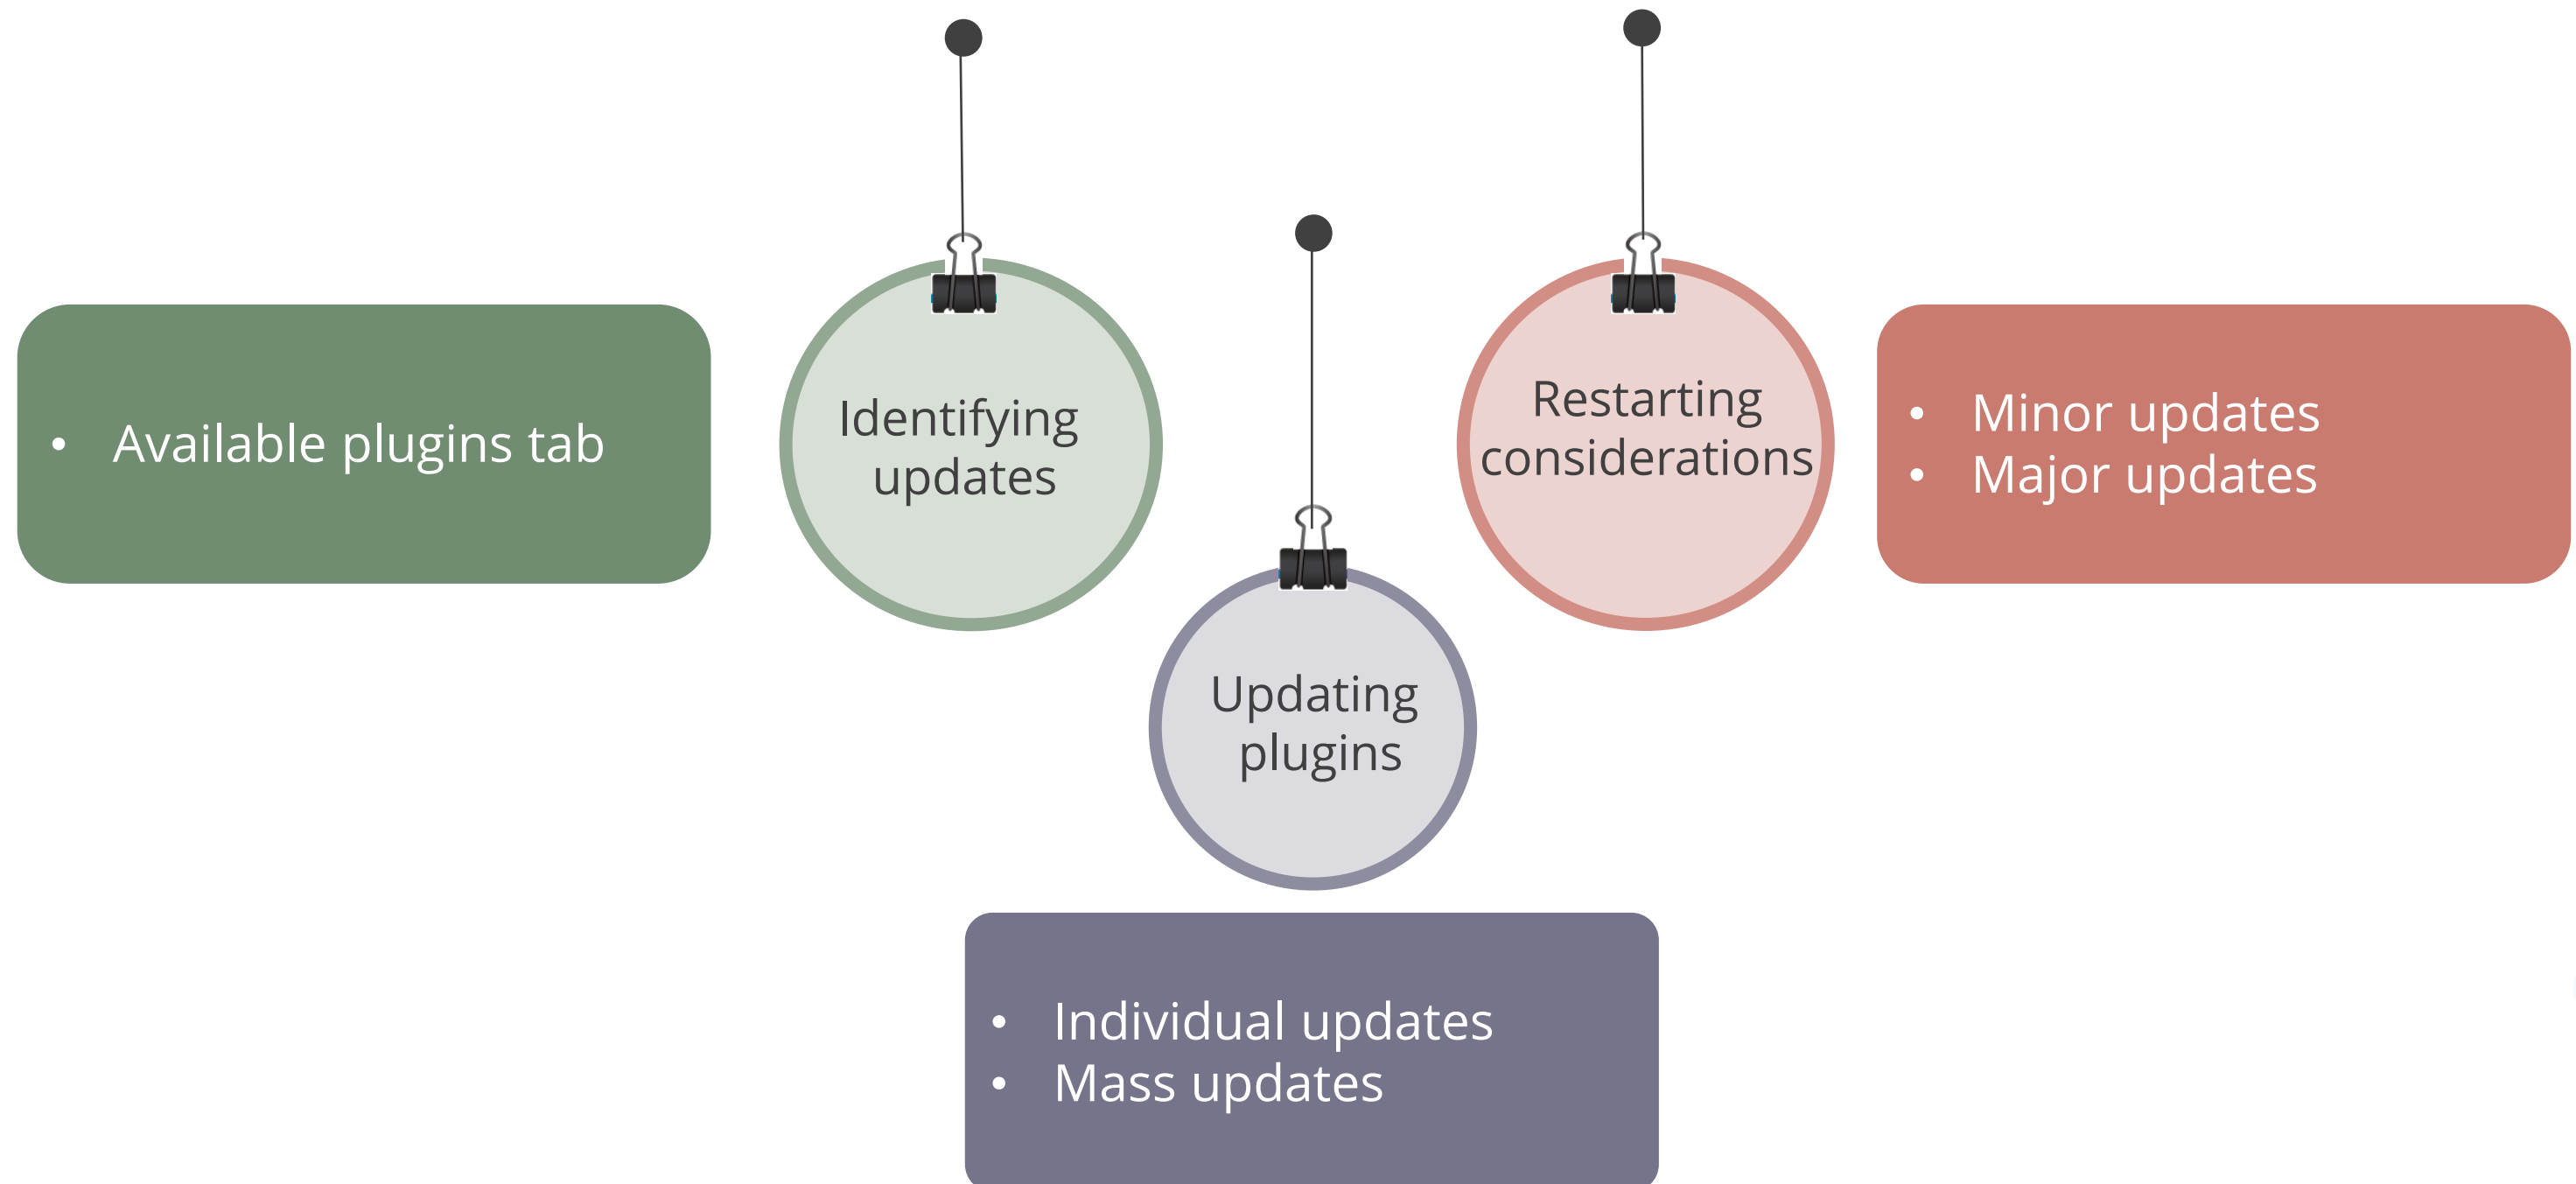 • Available plugins tab
Identifying
updates
Updating
plugins
• Individual updates
• Mass updates
Restarting
considerations
• Minor updates
• Major updates